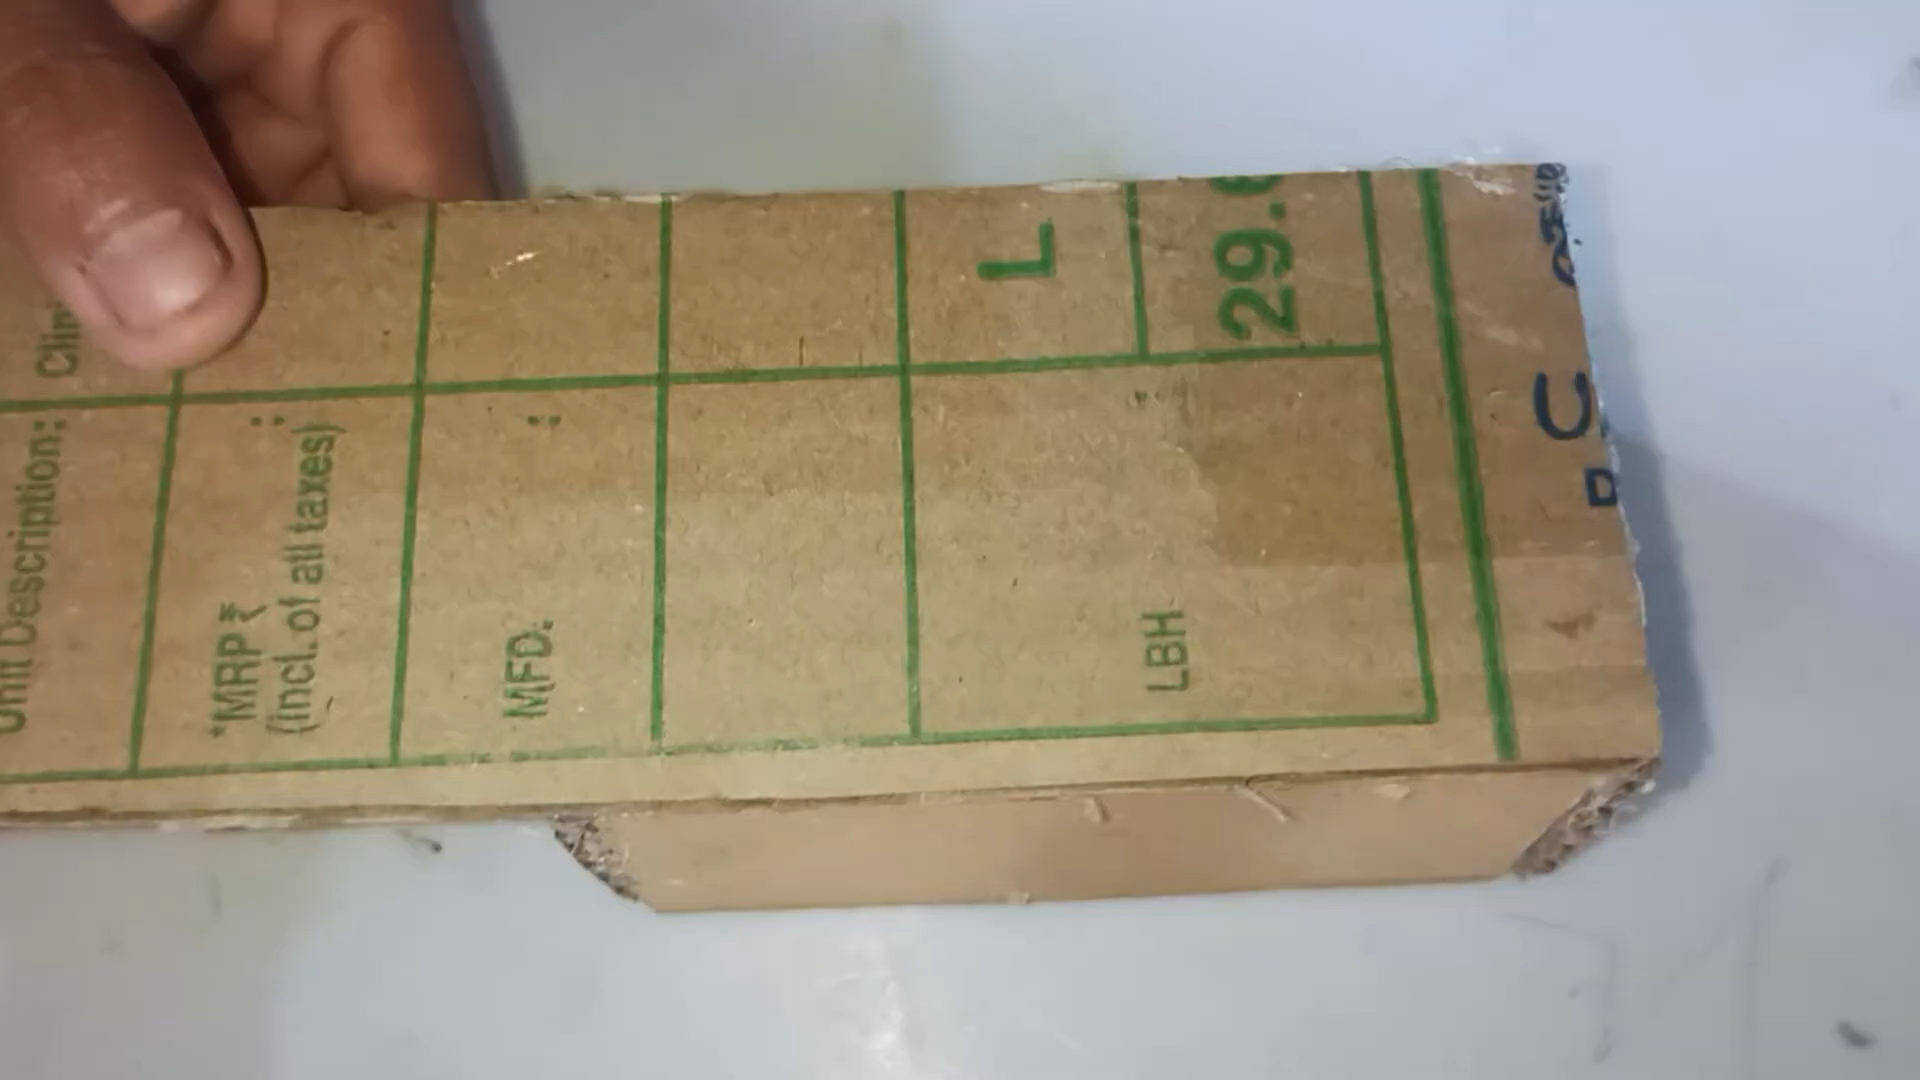 Unit Description:
*MRP ₹ :
(incl. of all taxes)
MFD. :
LBH :
L
29.
C